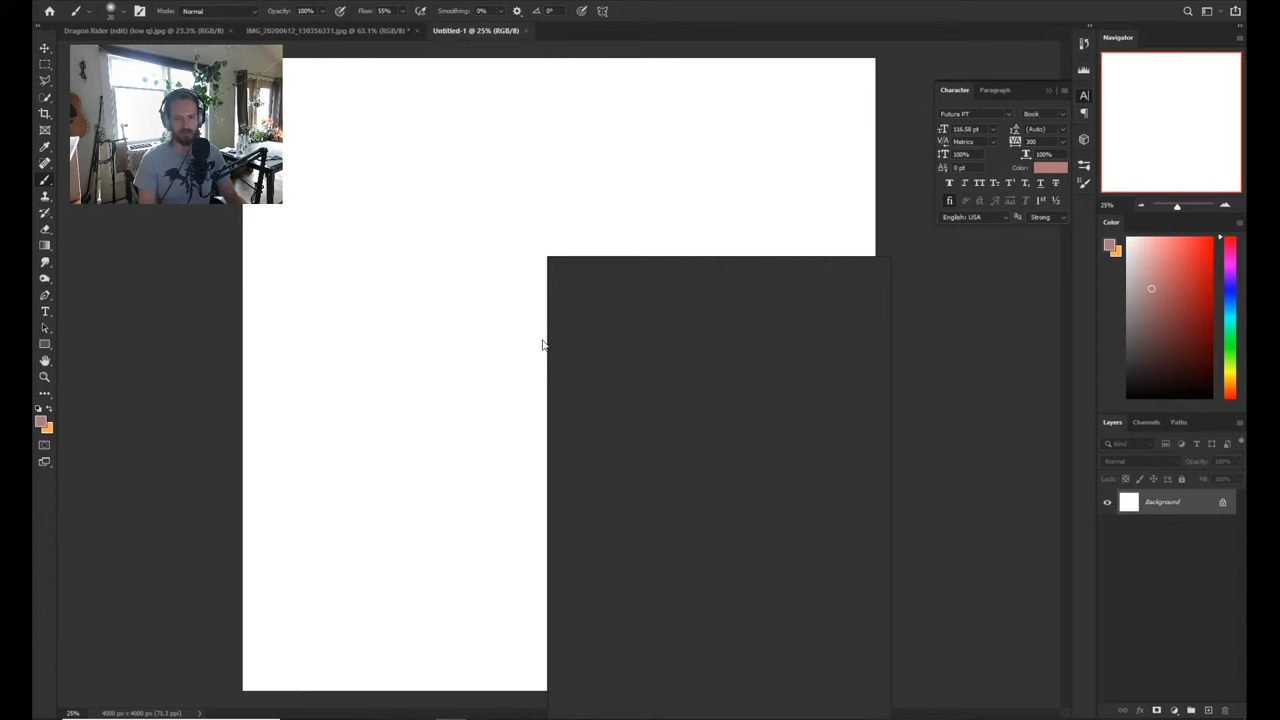 20 Mode: Normal Opacity: 100% Flow: 55% Smoothing: 0% 0°
Dragon Rider (edit) (low q).jpg @ 23.3% (RGB/8) IMG_20200612_130356331.jpg @ 63.1% (RGB/8) * Untitled-1 @ 25% (RGB/8)
Navigator
Character Paragraph
Futura PT Book
116.58 pt (Auto)
Metrics 300
100% 100%
0 pt Color:
English: USA Strong
25%
Color
Layers Channels Paths
Kind
Normal Opacity: 100%
Lock: Fill: 100%
Background
25% 4000 px x 4000 px (71.3 ppi)